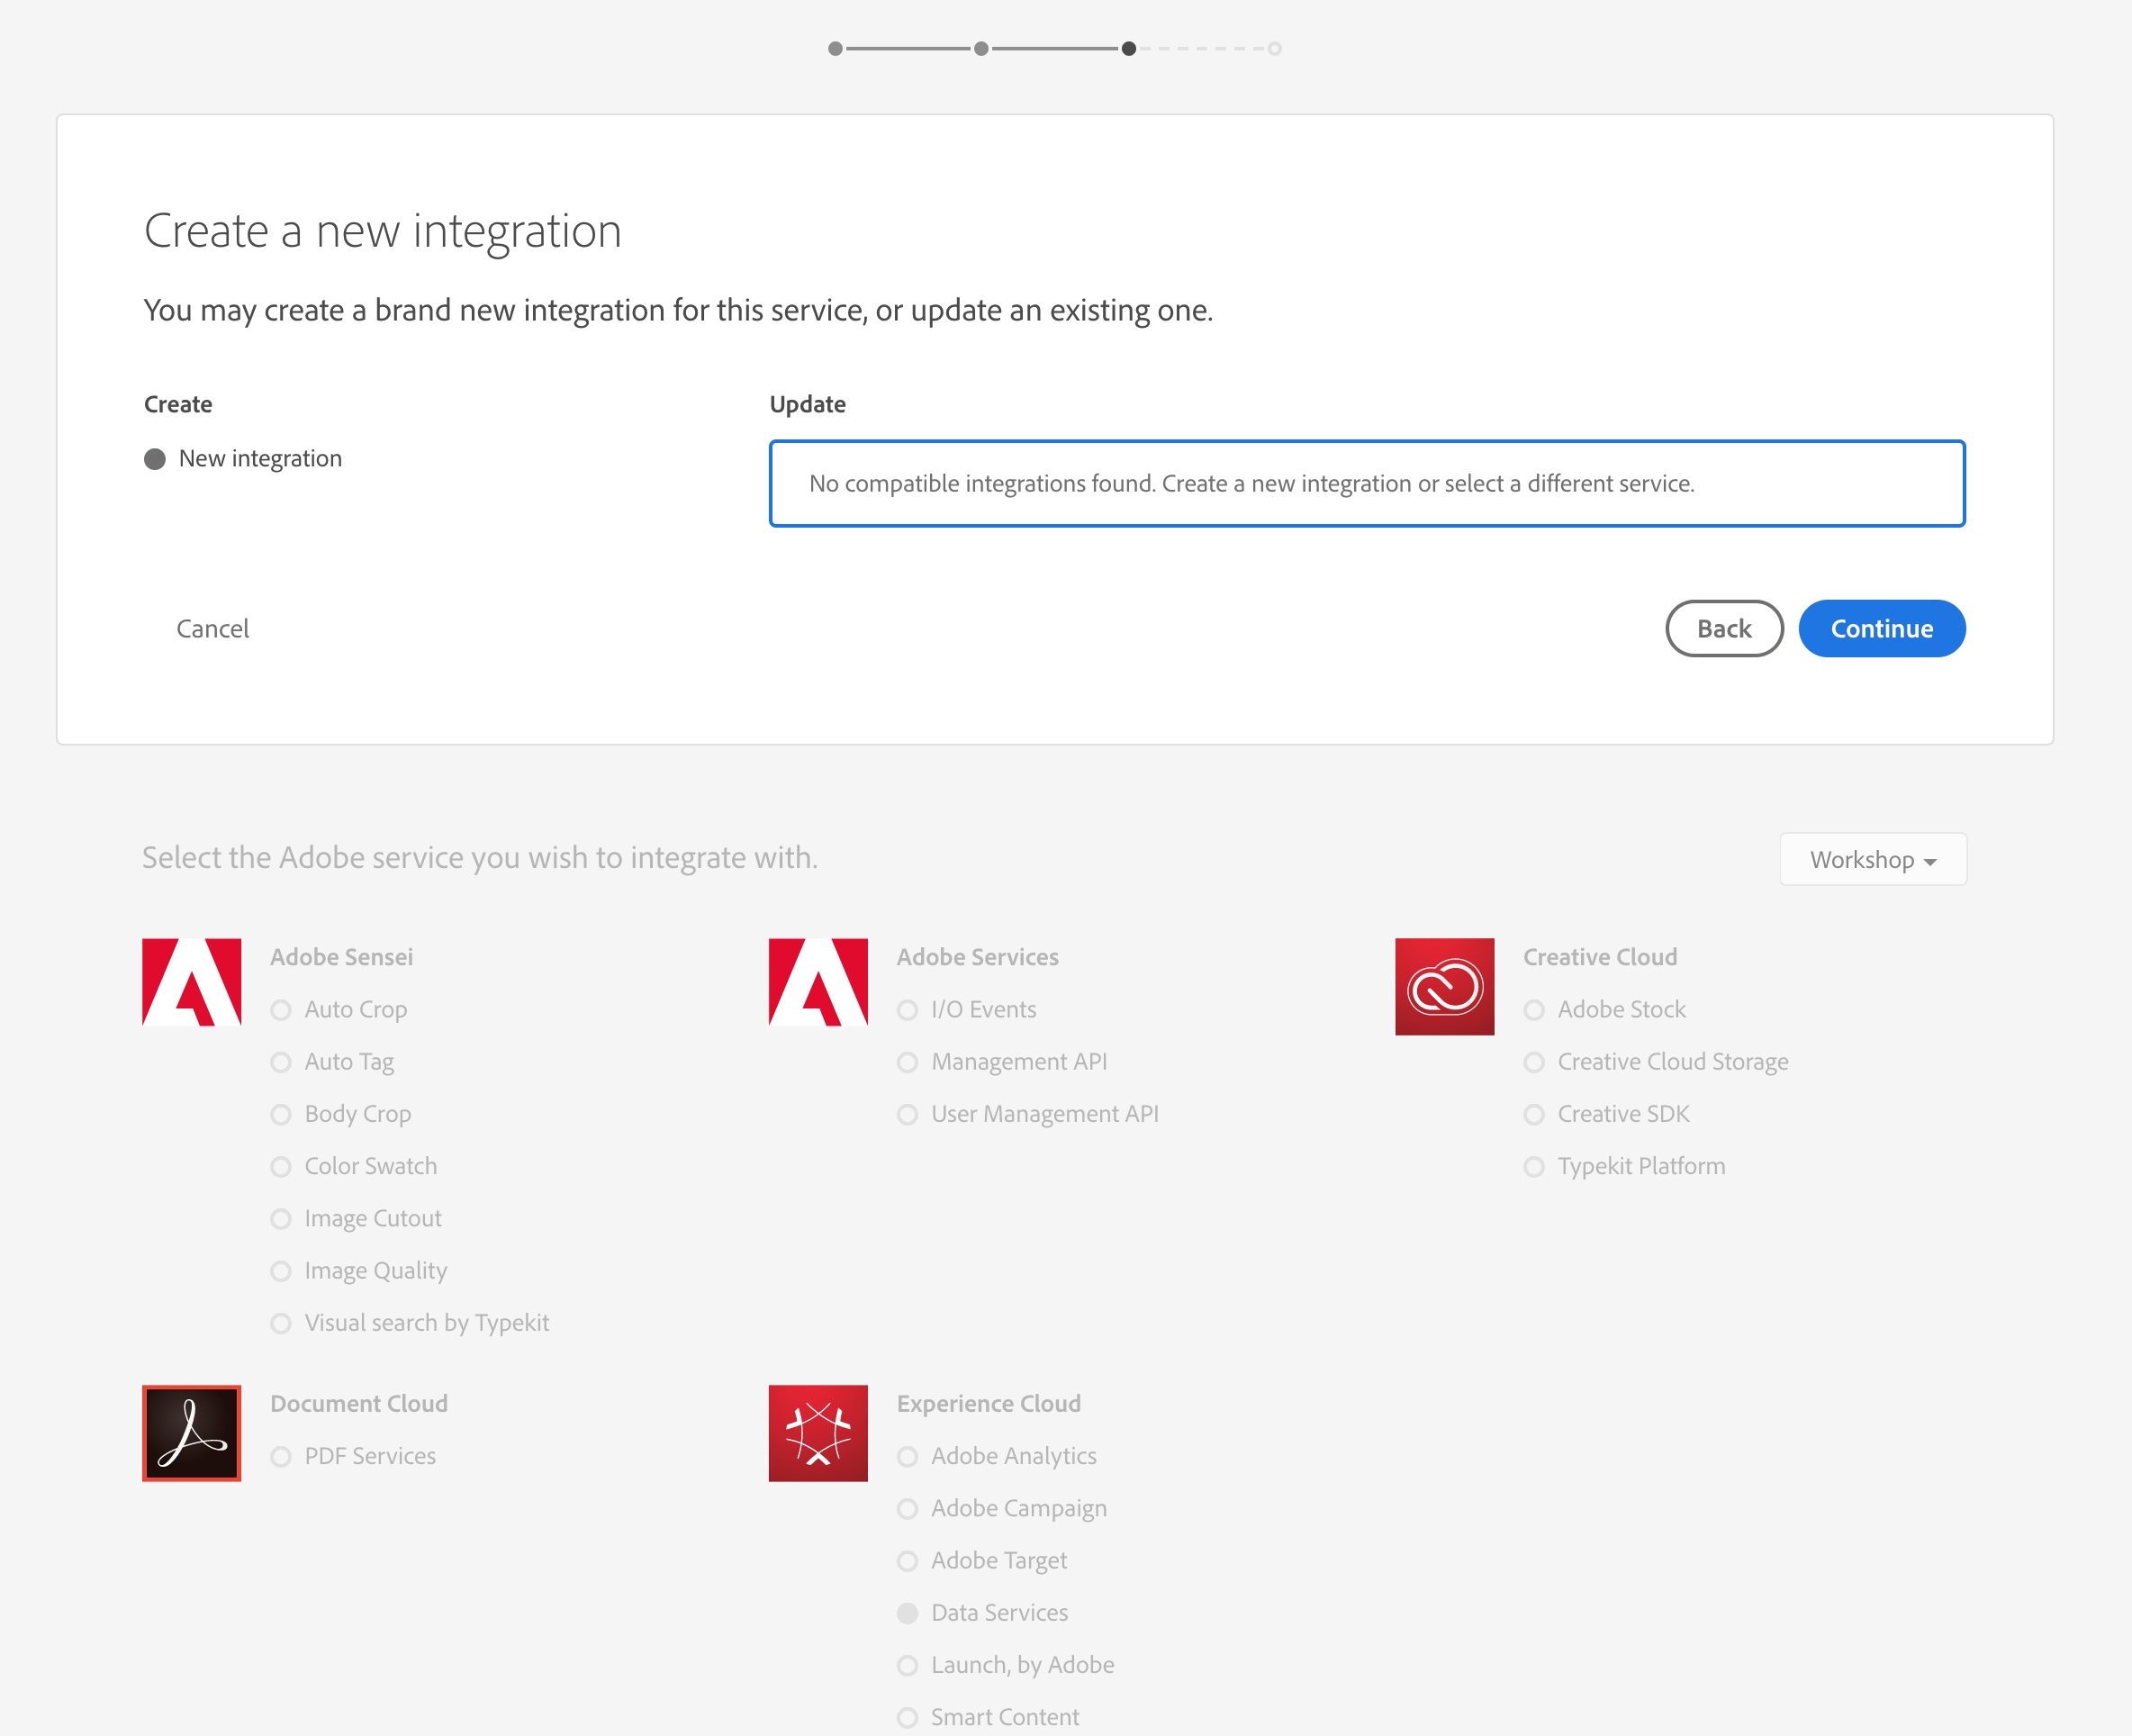 Create a new integration
You may create a brand new integration for this service, or update an existing one.
Create
New integration
Update
No compatible integrations found. Create a new integration or select a different service.
Cancel
Back
Continue
Select the Adobe service you wish to integrate with.
Workshop
Adobe Sensei
Auto Crop
Auto Tag
Body Crop
Color Swatch
Image Cutout
Image Quality
Visual search by Typekit
Adobe Services
I/O Events
Management API
User Management API
Creative Cloud
Adobe Stock
Creative Cloud Storage
Creative SDK
Typekit Platform
Document Cloud
PDF Services
Experience Cloud
Adobe Analytics
Adobe Campaign
Adobe Target
Data Services
Launch, by Adobe
Smart Content